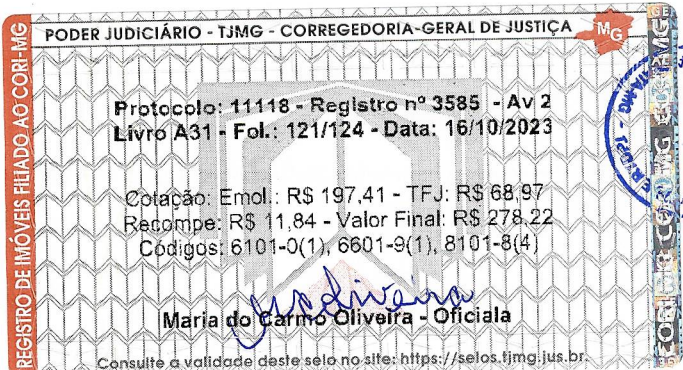 PODER JUDICIÁRIO - TJMG - CORREGEDORIA-GERAL DE JUSTIÇA
MG
REGISTRO DE IMÓVEIS FILIADO AO CORI-MG
Protocolo: 11118 - Registro nº 3585 - Av 2
Livro A31 - Fol.: 121/124 - Data: 16/10/2023
Cotação: Emol.: R$ 197,41 - TFJ: R$ 68,97
Recompe: R$ 11,84 - Valor Final: R$ 278,22
Códigos: 6101-0(1), 6601-9(1), 8101-8(4)
Maria do Carmo Oliveira - Oficiala
Consulte a validade deste selo no site: https://selos.tjmg.jus.br.